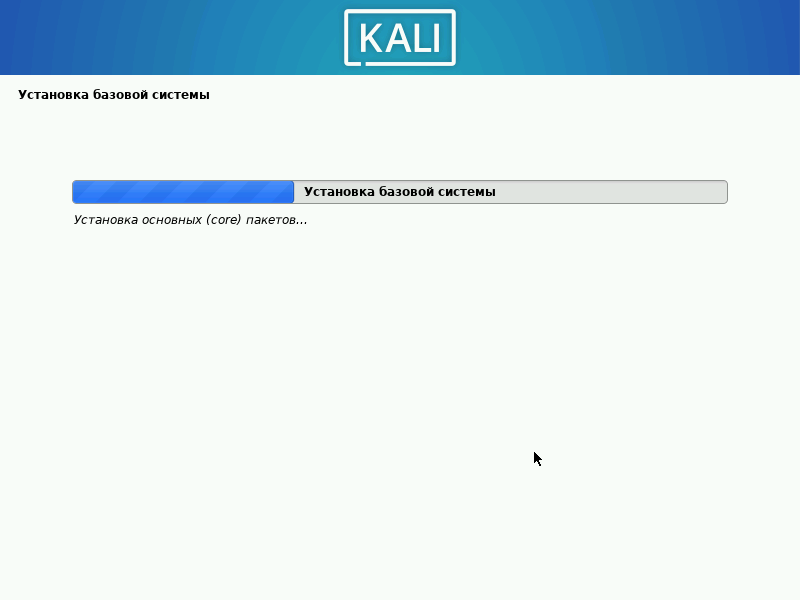 KALI
Установка базовой системы
Установка базовой системы
Установка основных (core) пакетов...